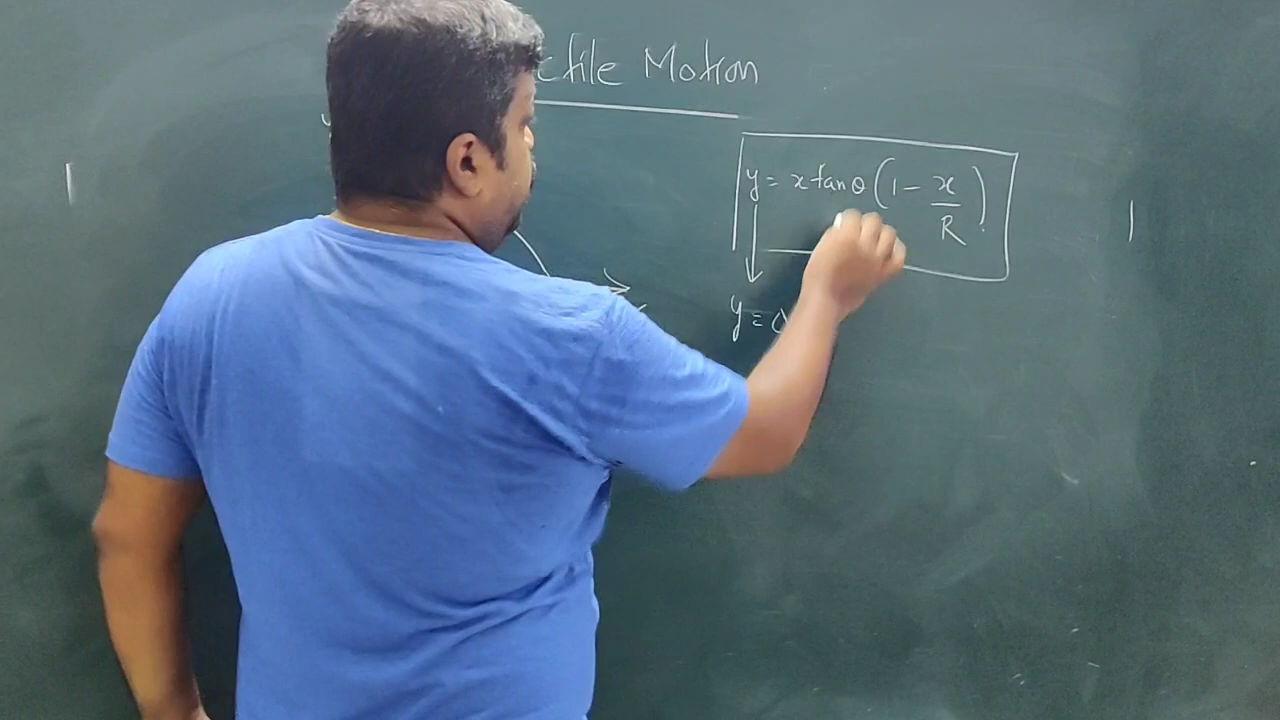 ctile Motion
y = x tanθ (1 - x/R)
y = 0